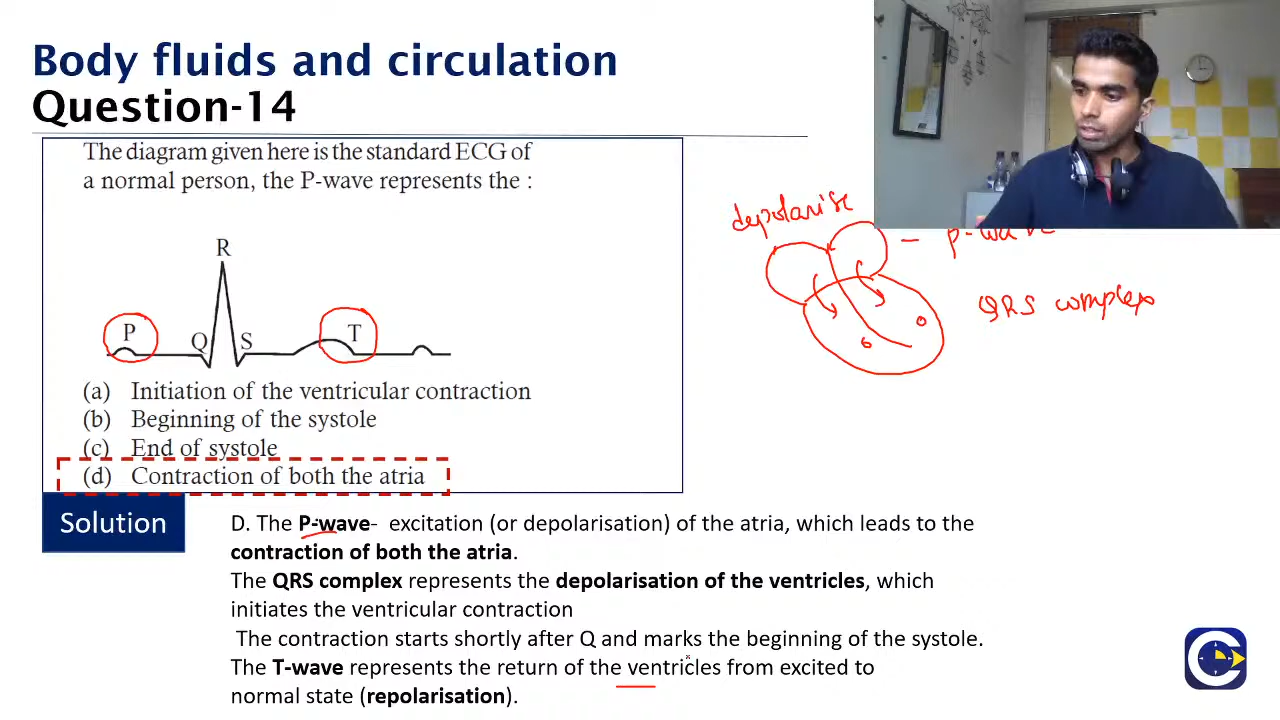 Body fluids and circulation
Question-14
The diagram given here is the standard ECG of
a normal person, the P-wave represents the :
R
P
Q
S
T
(a) Initiation of the ventricular contraction
(b) Beginning of the systole
(c) End of systole
(d) Contraction of both the atria
depolarise
- P-wave
QRS complex
Solution
D. The P-wave- excitation (or depolarisation) of the atria, which leads to the
contraction of both the atria.
The QRS complex represents the depolarisation of the ventricles, which
initiates the ventricular contraction
The contraction starts shortly after Q and marks the beginning of the systole.
The T-wave represents the return of the ventricles from excited to
normal state (repolarisation).